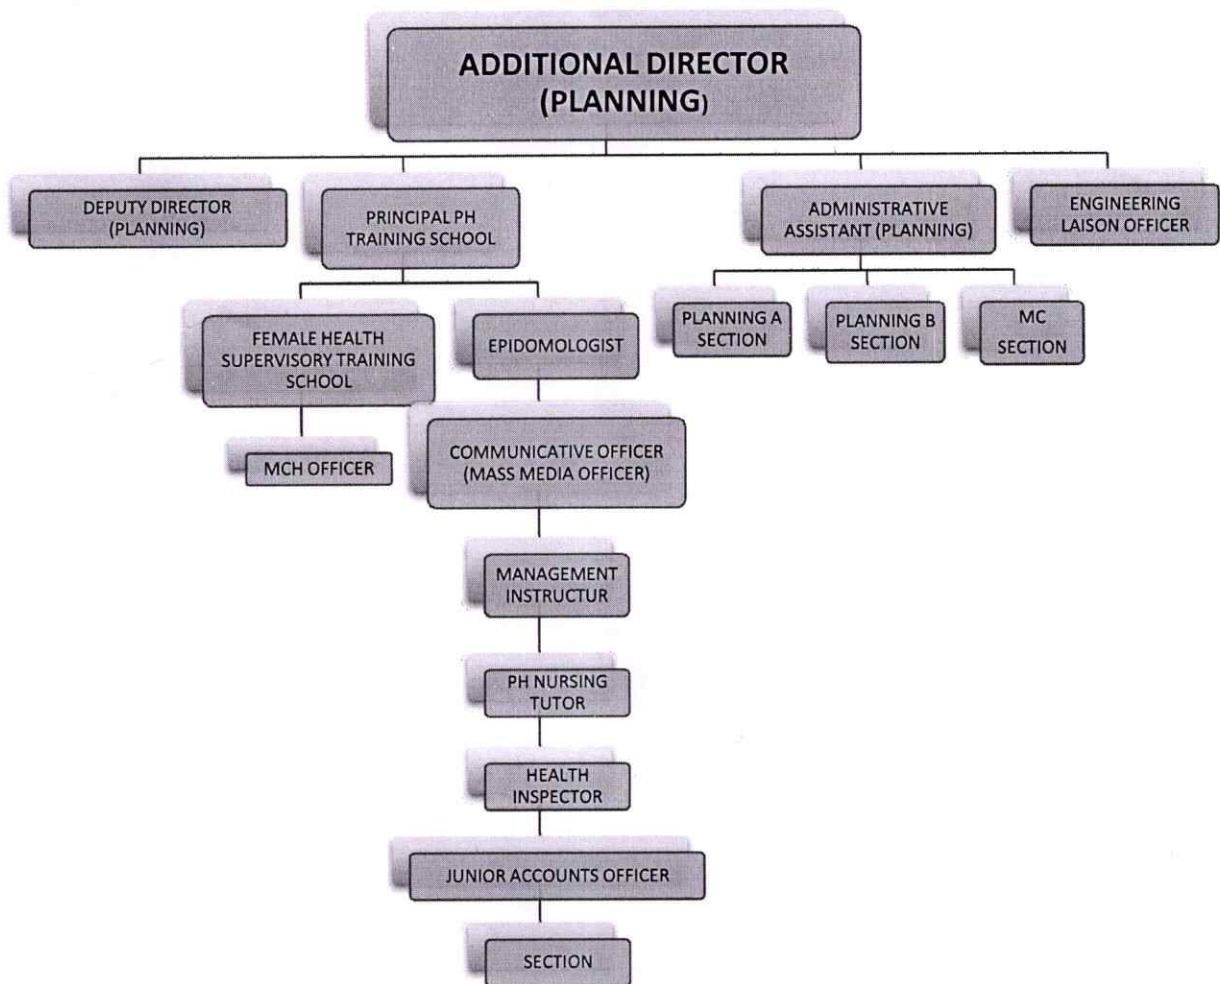 ADDITIONAL DIRECTOR
(PLANNING)
DEPUTY DIRECTOR
(PLANNING)
PRINCIPAL PH
TRAINING SCHOOL
ADMINISTRATIVE
ASSISTANT (PLANNING)
ENGINEERING
LAISON OFFICER
FEMALE HEALTH
SUPERVISORY TRAINING
SCHOOL
EPIDOMOLOGIST
PLANNING A
SECTION
PLANNING B
SECTION
MC
SECTION
MCH OFFICER
COMMUNICATIVE OFFICER
(MASS MEDIA OFFICER)
MANAGEMENT
INSTRUCTUR
PH NURSING
TUTOR
HEALTH
INSPECTOR
JUNIOR ACCOUNTS OFFICER
SECTION